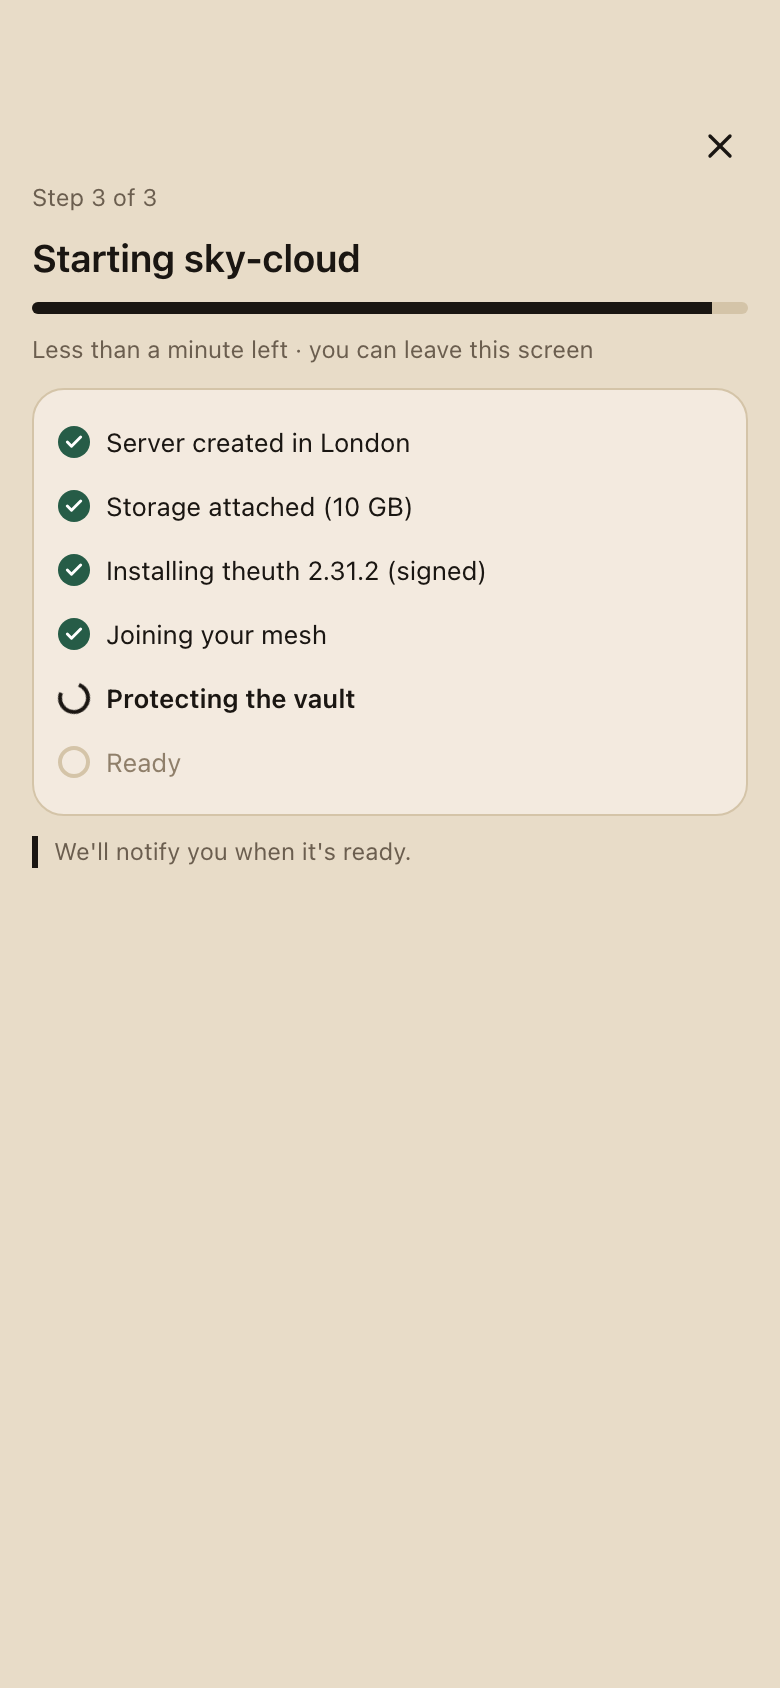 Step 3 of 3
Starting sky-cloud
Less than a minute left · you can leave this screen
Server created in London
Storage attached (10 GB)
Installing theuth 2.31.2 (signed)
Joining your mesh
Protecting the vault
Ready
We'll notify you when it's ready.